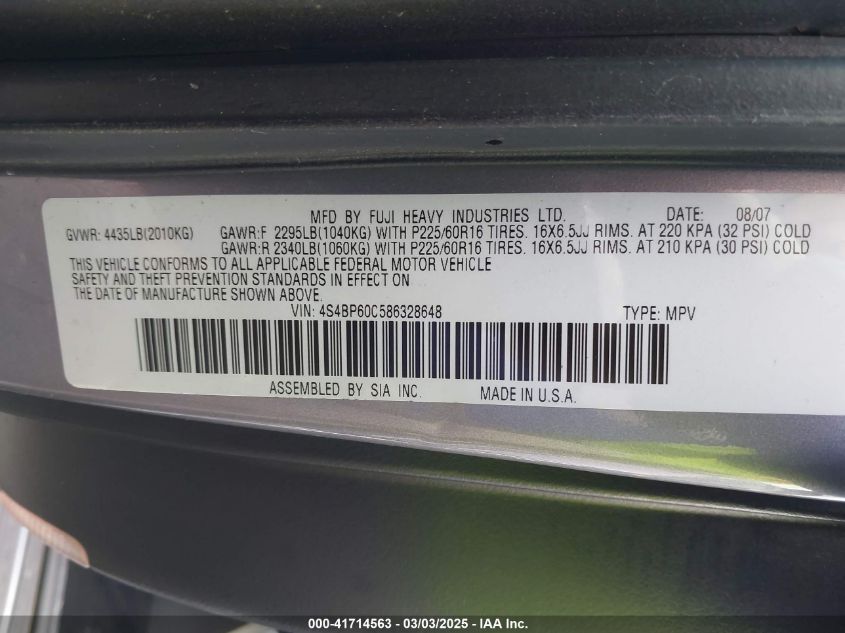 MFD BY FUJI HEAVY INDUSTRIES LTD. DATE: 08/07
GVWR: 4435LB(2010KG) GAWR:F 2295LB(1040KG) WITH P225/60R16 TIRES. 16X6.5JJ RIMS. AT 220 KPA (32 PSI) COLD
GAWR:R 2340LB(1060KG) WITH P225/60R16 TIRES. 16X6.5JJ RIMS. AT 210 KPA (30 PSI) COLD
THIS VEHICLE CONFORMS TO ALL APPLICABLE FEDERAL MOTOR VEHICLE
SAFETY AND THEFT PREVENTION STANDARDS IN EFFECT ON
THE DATE OF MANUFACTURE SHOWN ABOVE.
VIN: 4S4BP60C586328648 TYPE: MPV
ASSEMBLED BY SIA INC. MADE IN U.S.A.
000-41714563 - 03/03/2025 - IAA Inc.